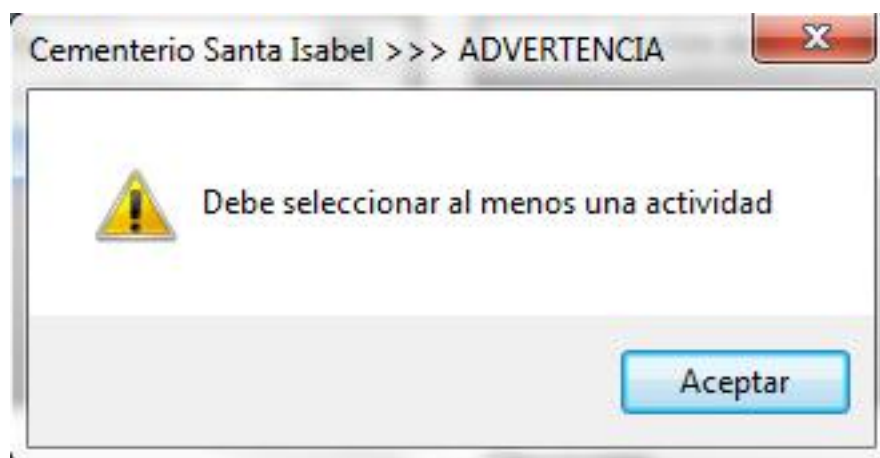 Cementerio Santa Isabel >>> ADVERTENCIA
Debe seleccionar al menos una actividad
Aceptar